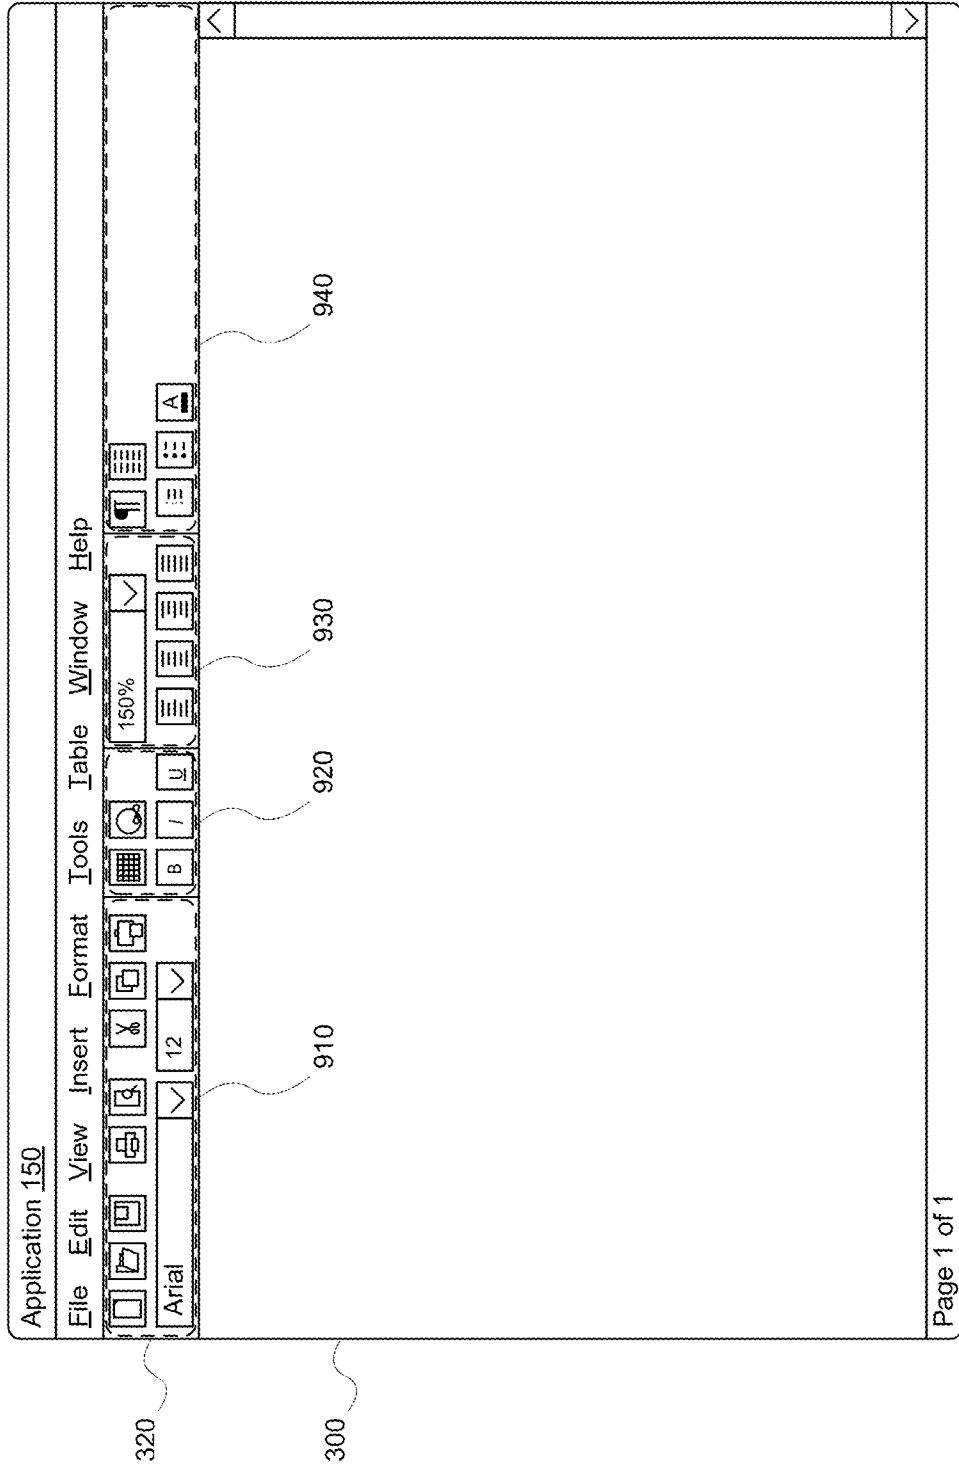 Application 150
File Edit View Insert Format Tools Table Window Help
150%
Arial 12 B I U A
Page 1 of 1
320
300
910
920
930
940